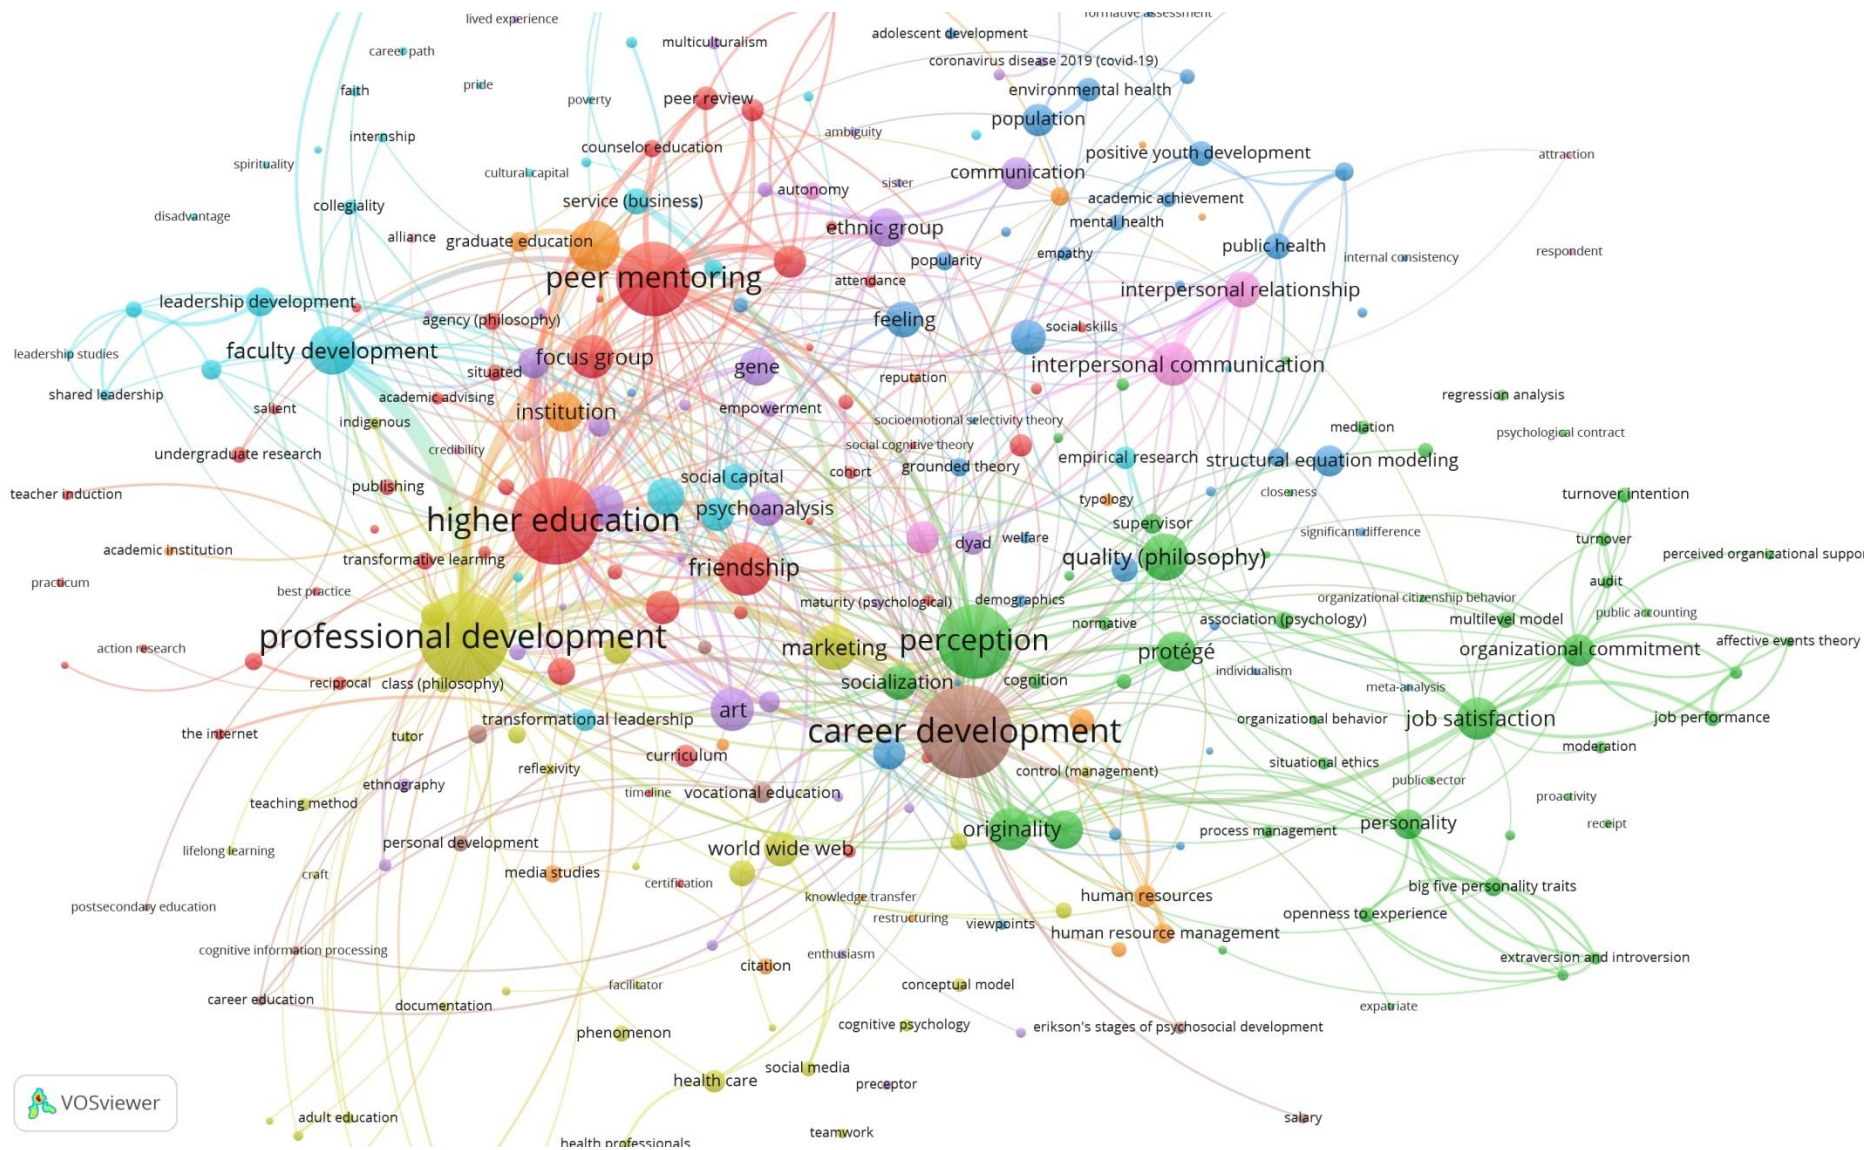 lived experience
formative assessment
career path
multiculturalism
adolescent development
coronavirus disease 2019 (covid-19)
faith
pride
poverty
peer review
environmental health
internship
ambiguity
population
counselor education
positive youth development
attraction
spirituality
cultural capital
communication
autonomy
sister
service (business)
academic achievement
collegiality
disadvantage
mental health
ethnic group
alliance
graduate education
public health
respondent
empathy
internal consistency
popularity
peer mentoring
attendance
interpersonal relationship
leadership development
agency (philosophy)
feeling
social skills
leadership studies
faculty development
focus group
gene
interpersonal communication
situated
reputation
shared leadership
academic advising
regression analysis
salient
indigenous
institution
empowerment
socioemotional selectivity theory
mediation
psychological contract
undergraduate research
credibility
social cognitive theory
empirical research
structural equation modeling
social capital
cohort
grounded theory
teacher induction
publishing
closeness
turnover intention
typology
psychoanalysis
higher education
supervisor
significant difference
welfare
turnover
dyad
academic institution
transformative learning
quality (philosophy)
perceived organizational suppo
friendship
practicum
best practice
audit
maturity (psychological)
demographics
organizational citizenship behavior
public accounting
normative
association (psychology)
multilevel model
professional development
perception
affective events theory
action research
marketing
protégé
organizational commitment
individualism
reciprocal
class (philosophy)
socialization
cognition
meta-analysis
art
transformational leadership
organizational behavior
job satisfaction
job performance
the internet
tutor
career development
moderation
curriculum
reflexivity
control (management)
situational ethics
ethnography
public sector
timeline
vocational education
proactivity
teaching method
originality
process management
personality
receipt
personal development
lifelong learning
world wide web
craft
media studies
certification
big five personality traits
knowledge transfer
human resources
postsecondary education
restructuring
viewpoints
openness to experience
human resource management
cognitive information processing
enthusiasm
extraversion and introversion
citation
facilitator
conceptual model
career education
documentation
expatriate
phenomenon
cognitive psychology
erikson's stages of psychosocial development
social media
health care
preceptor
VOSviewer
adult education
salary
teamwork
health professionals